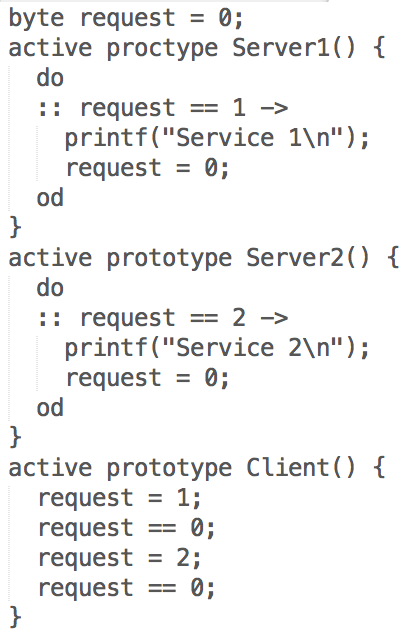 byte request = 0;
active proctype Server1() {
  do
  :: request == 1 ->
    printf("Service 1\n");
    request = 0;
  od
}
active prototype Server2() {
  do
  :: request == 2 ->
    printf("Service 2\n");
    request = 0;
  od
}
active prototype Client() {
  request = 1;
  request == 0;
  request = 2;
  request == 0;
}